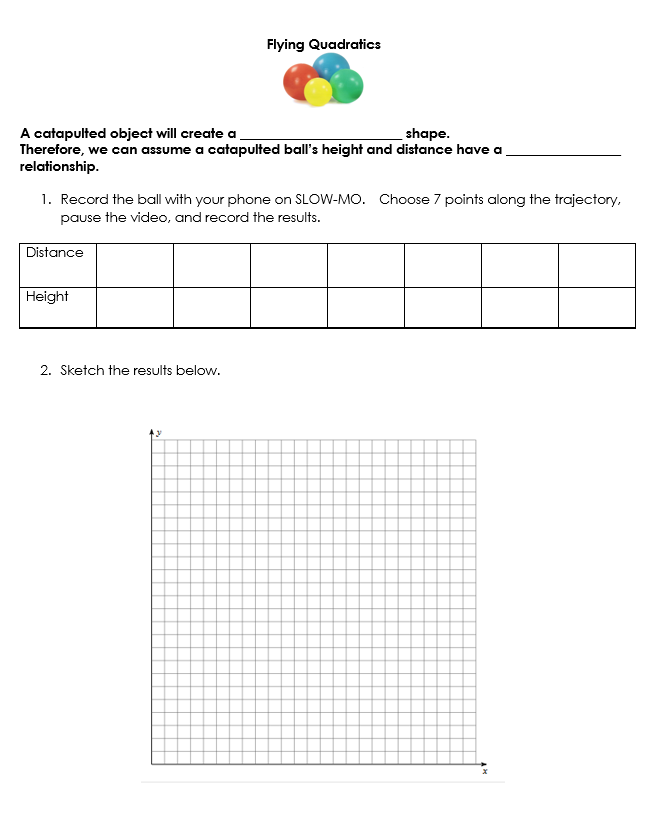 Flying Quadratics
A catapulted object will create a _________________________ shape.
Therefore, we can assume a catapulted ball's height and distance have a __________________
relationship.
1. Record the ball with your phone on SLOW-MO. Choose 7 points along the trajectory,
pause the video, and record the results.
Distance
Height
2. Sketch the results below.
y
x